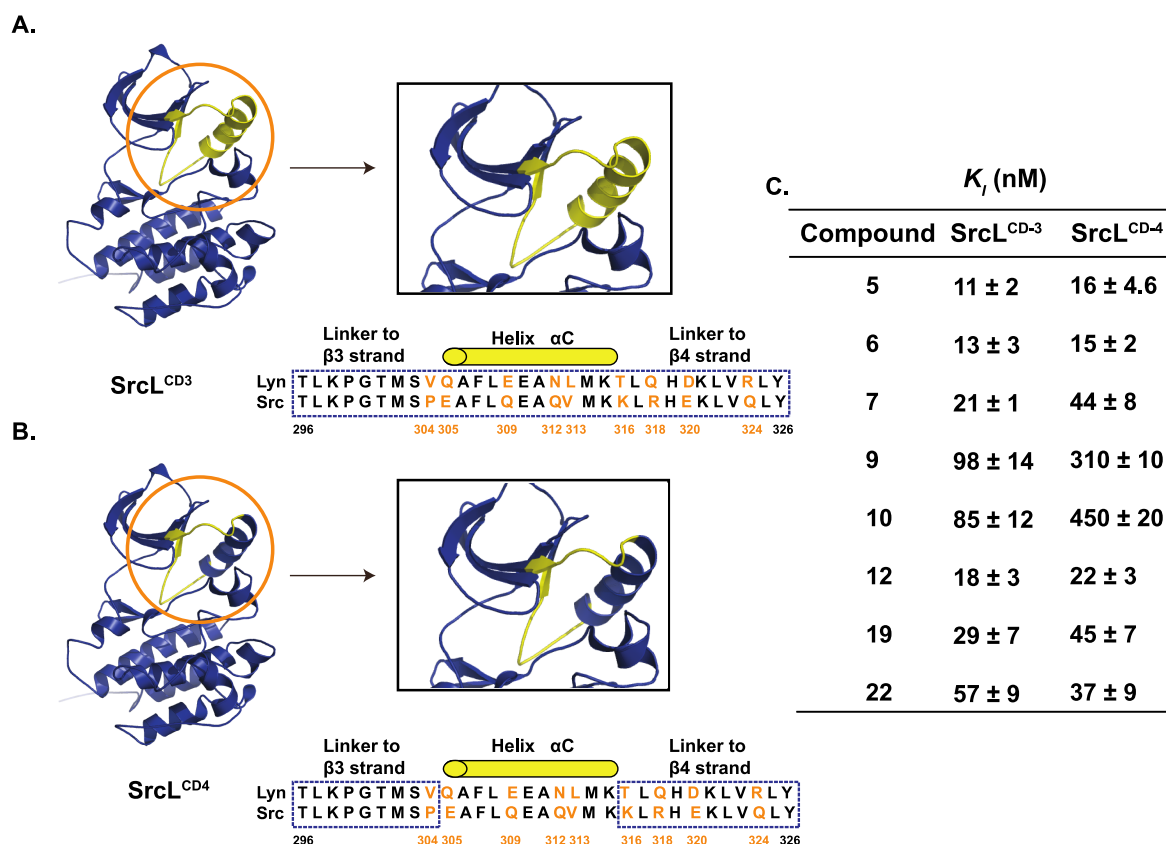 A.
Linker to Helix αC Linker to
β3 strand β4 strand
SrcL^CD3
Lyn TLKPGTMSVQAFLEEANLMKTLQHDKLVRLY
Src TLKPGTMSPEAFLQEAQVMKKLRHEKLVQLY
296 304 305 309 312 313 316 318 320 324 326
B.
Linker to Helix αC Linker to
β3 strand β4 strand
SrcL^CD4
Lyn TLKPGTMSVQAFLEEANLMKTLQHDKLVRLY
Src TLKPGTMSPEAFLQEAQVMKKLRHEKLVQLY
296 304 305 309 312 313 316 318 320 324 326
C.
K_I (nM)
Compound SrcL^CD-3 SrcL^CD-4
5 11 ± 2 16 ± 4.6
6 13 ± 3 15 ± 2
7 21 ± 1 44 ± 8
9 98 ± 14 310 ± 10
10 85 ± 12 450 ± 20
12 18 ± 3 22 ± 3
19 29 ± 7 45 ± 7
22 57 ± 9 37 ± 9